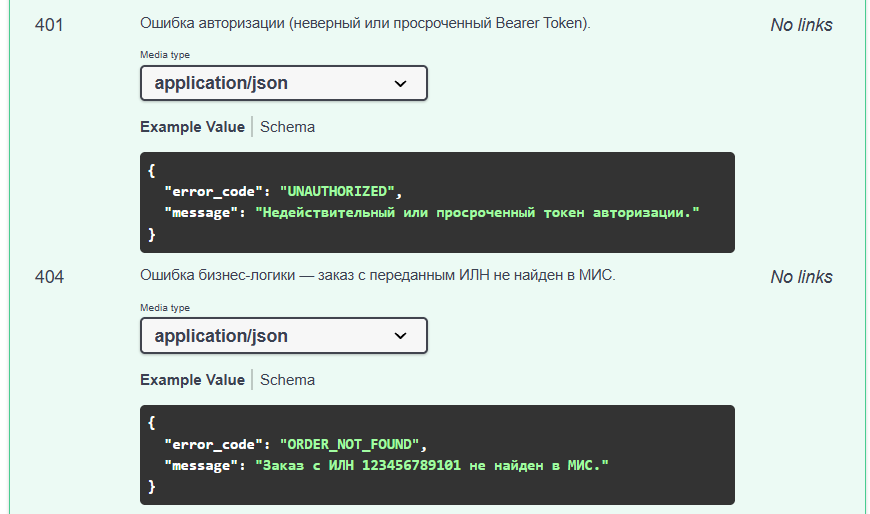 401 Ошибка авторизации (неверный или просроченный Bearer Token). No links
Media type
application/json
Example Value Schema
{
"error_code": "UNAUTHORIZED",
"message": "Недействительный или просроченный токен авторизации."
}
404 Ошибка бизнес-логики — заказ с переданным ИЛН не найден в МИС. No links
Media type
application/json
Example Value Schema
{
"error_code": "ORDER_NOT_FOUND",
"message": "Заказ с ИЛН 123456789101 не найден в МИС."
}